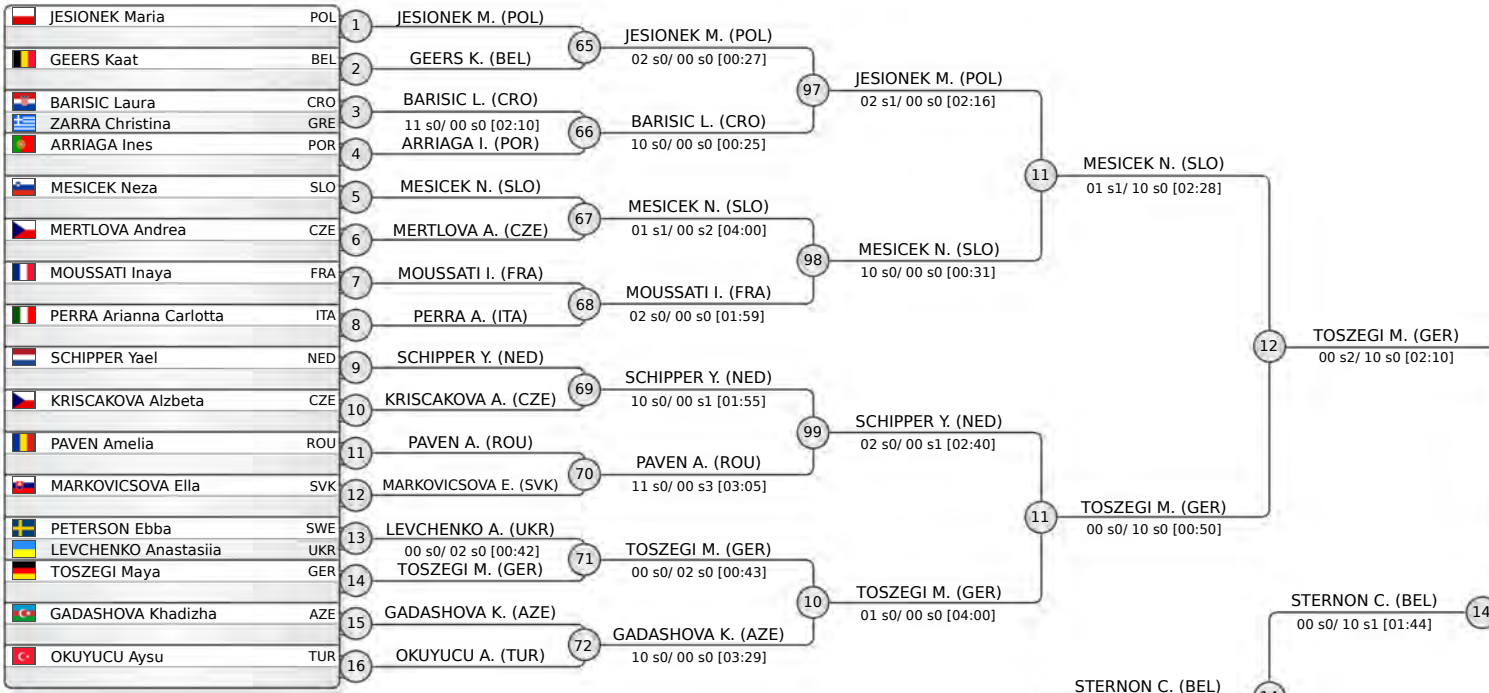 JESIONEK Maria POL
GEERS Kaat BEL
BARISIC Laura CRO
ZARRA Christina GRE
ARRIAGA Ines POR
MESICEK Neza SLO
MERTLOVA Andrea CZE
MOUSSATI Inaya FRA
PERRA Arianna Carlotta ITA
SCHIPPER Yael NED
KRISCAKOVA Alzbeta CZE
PAVEN Amelia ROU
MARKOVICSOVA Ella SVK
PETERSON Ebba SWE
LEVCHENKO Anastasiia UKR
TOSZEGI Maya GER
GADASHOVA Khadizha AZE
OKUYUCU Aysu TUR
1
2
3
4
5
6
7
8
9
10
11
12
13
14
15
16
JESIONEK M. (POL)
GEERS K. (BEL)
BARISIC L. (CRO)
11 s0/ 00 s0 [02:10]
ARRIAGA I. (POR)
MESICEK N. (SLO)
MERTLOVA A. (CZE)
MOUSSATI I. (FRA)
PERRA A. (ITA)
SCHIPPER Y. (NED)
KRISCAKOVA A. (CZE)
PAVEN A. (ROU)
MARKOVICSOVA E. (SVK)
LEVCHENKO A. (UKR)
00 s0/ 02 s0 [00:42]
TOSZEGI M. (GER)
GADASHOVA K. (AZE)
OKUYUCU A. (TUR)
65
66
67
68
69
70
71
72
JESIONEK M. (POL)
02 s0/ 00 s0 [00:27]
BARISIC L. (CRO)
10 s0/ 00 s0 [00:25]
MESICEK N. (SLO)
01 s1/ 00 s2 [04:00]
MOUSSATI I. (FRA)
02 s0/ 00 s0 [01:59]
SCHIPPER Y. (NED)
10 s0/ 00 s1 [01:55]
PAVEN A. (ROU)
11 s0/ 00 s3 [03:05]
TOSZEGI M. (GER)
00 s0/ 02 s0 [00:43]
GADASHOVA K. (AZE)
10 s0/ 00 s0 [03:29]
97
98
99
10
JESIONEK M. (POL)
02 s1/ 00 s0 [02:16]
MESICEK N. (SLO)
10 s0/ 00 s0 [00:31]
SCHIPPER Y. (NED)
02 s0/ 00 s1 [02:40]
TOSZEGI M. (GER)
01 s0/ 00 s0 [04:00]
11
11
MESICEK N. (SLO)
01 s1/ 10 s0 [02:28]
TOSZEGI M. (GER)
00 s0/ 10 s0 [00:50]
12
TOSZEGI M. (GER)
00 s2/ 10 s0 [02:10]
STERNON C. (BEL)
00 s0/ 10 s1 [01:44]
14
STERNON C. (BEL)